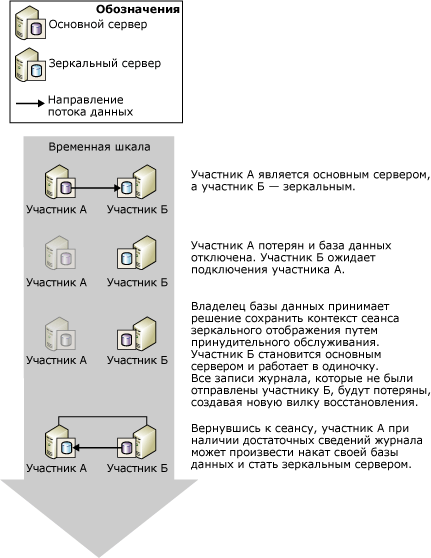 Обозначения
Основной сервер
Зеркальный сервер
Направление
потока данных
Временная шкала
Участник А
Участник Б
Участник А является основным сервером,
а участник Б — зеркальным.
Участник А
Участник Б
Участник А потерян и база данных
отключена. Участник Б ожидает
подключения участника А.
Участник А
Участник Б
Владелец базы данных принимает
решение сохранить контекст сеанса
зеркального отображения путем
принудительного обслуживания.
Участник Б становится основным
сервером и работает в одиночку.
Все записи журнала, которые не были
отправлены участнику Б, будут потеряны,
создавая новую вилку восстановления.
Участник А
Участник Б
Вернувшись к сеансу, участник А при
наличии достаточных сведений журнала
может произвести накат своей базы
данных и стать зеркальным сервером.